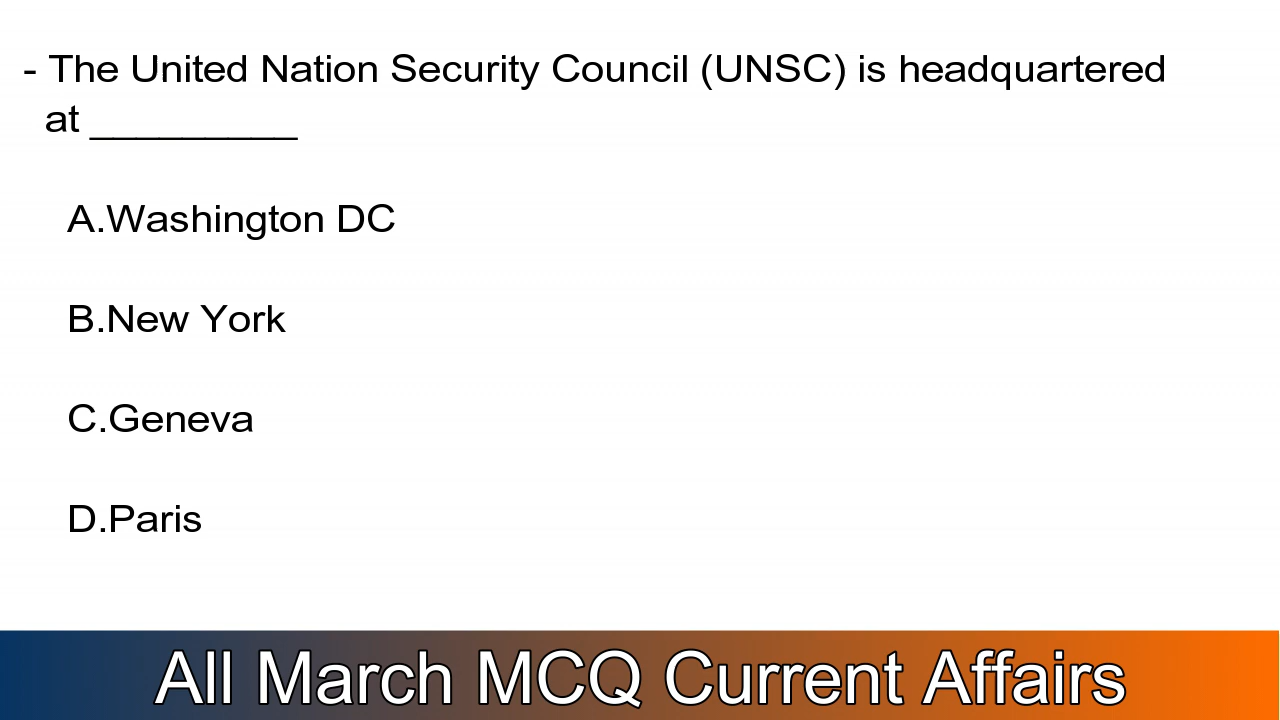 - The United Nation Security Council (UNSC) is headquartered
at _________
A.Washington DC
B.New York
C.Geneva
D.Paris
All March MCQ Current Affairs